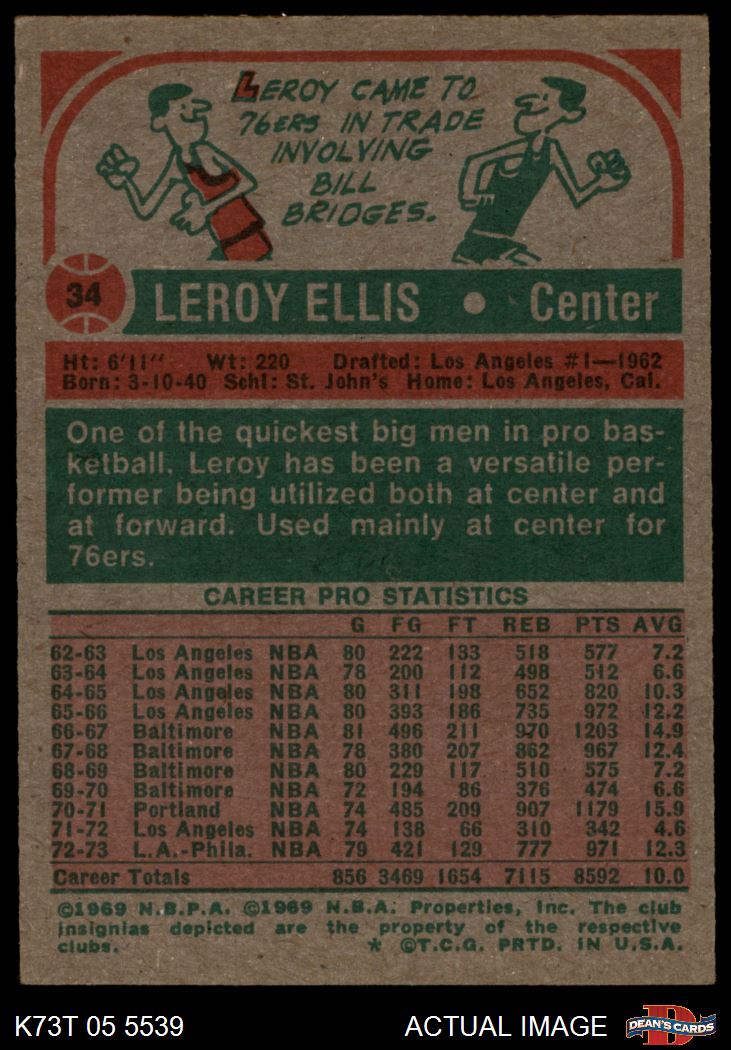 LEROY CAME TO
76ERS IN TRADE
INVOLVING
BILL
BRIDGES.
34 LEROY ELLIS • Center
Ht: 6'11" Wt: 220 Drafted: Los Angeles #1—1962
Born: 3-10-40 Schl: St. John's Home: Los Angeles, Cal.
One of the quickest big men in pro bas-
ketball, Leroy has been a versatile per-
former being utilized both at center and
at forward. Used mainly at center for
76ers.
CAREER PRO STATISTICS
G FG FT REB PTS AVG
62-63 Los Angeles NBA 80 222 133 518 577 7.2
63-64 Los Angeles NBA 78 200 112 498 512 6.6
64-65 Los Angeles NBA 80 311 198 652 820 10.3
65-66 Los Angeles NBA 80 393 186 735 972 12.2
66-67 Baltimore NBA 81 496 211 970 1203 14.9
67-68 Baltimore NBA 78 380 207 862 967 12.4
68-69 Baltimore NBA 80 229 117 510 575 7.2
69-70 Baltimore NBA 72 194 86 376 474 6.6
70-71 Portland NBA 74 485 209 907 1179 15.9
71-72 Los Angeles NBA 74 138 66 310 342 4.6
72-73 L.A.-Phila. NBA 79 421 129 777 971 12.3
Career Totals 856 3469 1654 7115 8592 10.0
©1969 N.B.P.A. ©1969 N.B.A. Properties, Inc. The club
insignias depicted are the property of the respective
clubs. * ©T.C.G. PRTD. IN U.S.A.
K73T 05 5539 ACTUAL IMAGE D DEAN'S CARDS